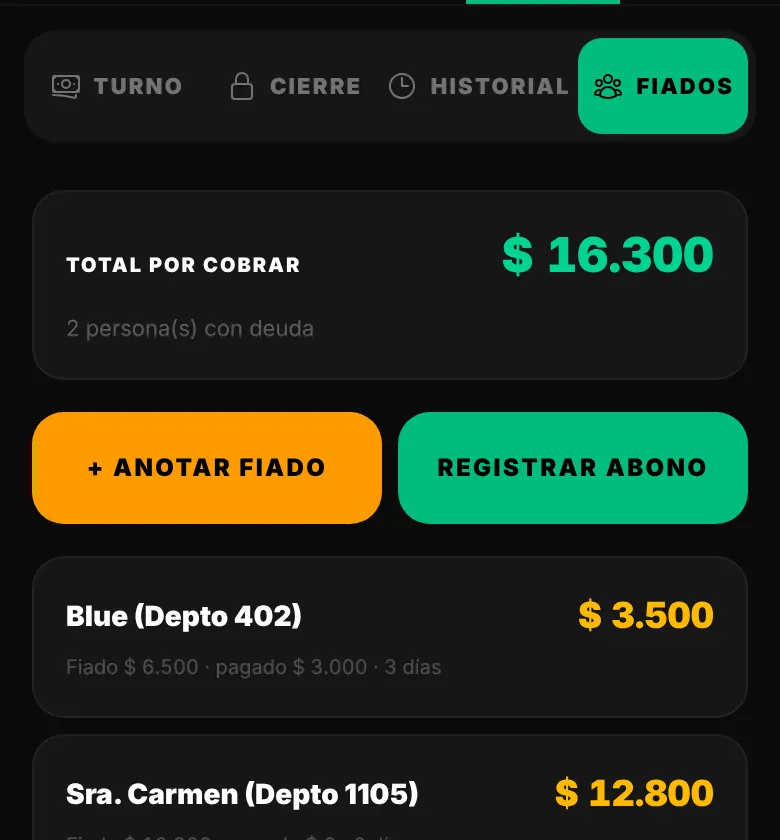 TURNO CIERRE HISTORIAL FIADOS
TOTAL POR COBRAR $ 16.300
2 persona(s) con deuda
+ ANOTAR FIADO REGISTRAR ABONO
Blue (Depto 402) $ 3.500
Fiado $ 6.500 · pagado $ 3.000 · 3 días
Sra. Carmen (Depto 1105) $ 12.800